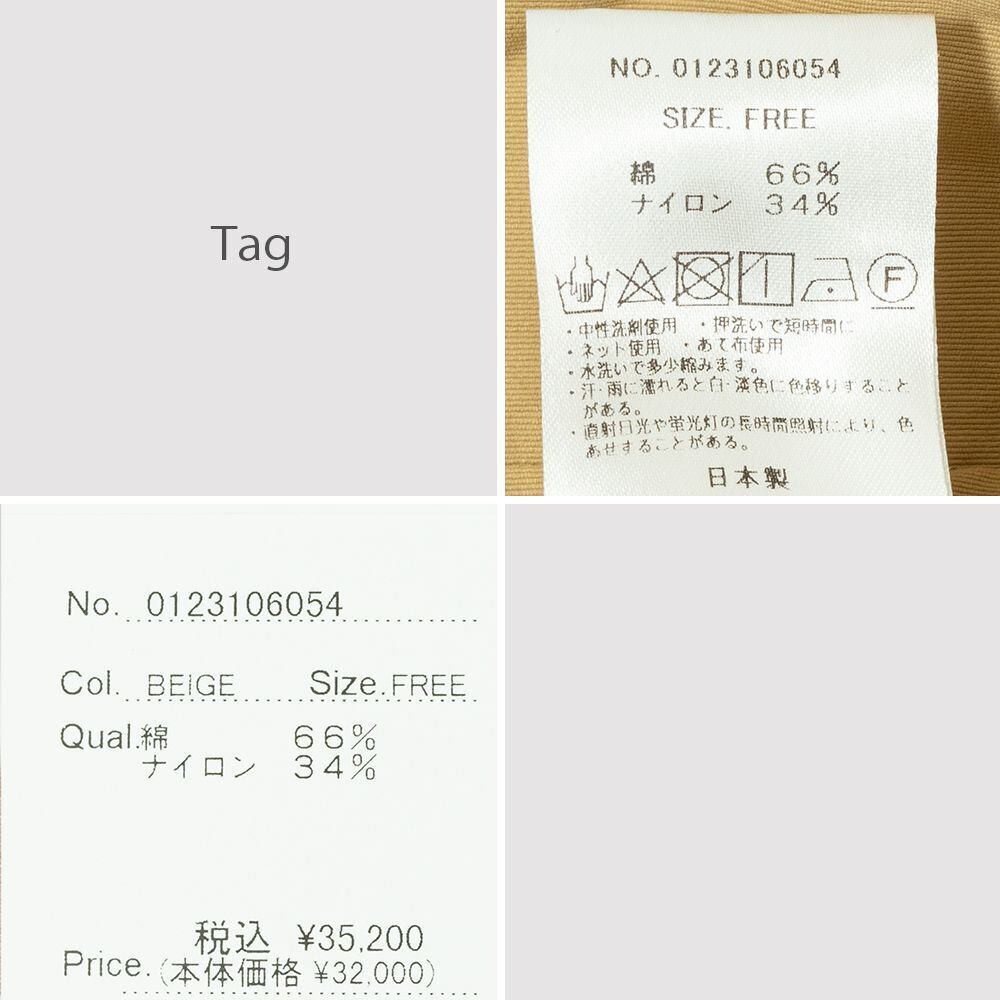 Tag
NO. 0123106054
SIZE. FREE
綿 66%
ナイロン 34%
F
・中性洗剤使用 ・押洗いで短時間に
・ネット使用 ・あて布使用
・水洗いで多少縮みます。
・汗・雨に濡れると白・淡色に色移りすること
がある。
・直射日光や蛍光灯の長時間照射により、色
あせすることがある。
日本製
No. 0123106054
Col. BEIGE Size. FREE
Qual. 綿 66%
ナイロン 34%
税込 ¥35,200
Price. (本体価格 ¥32,000)